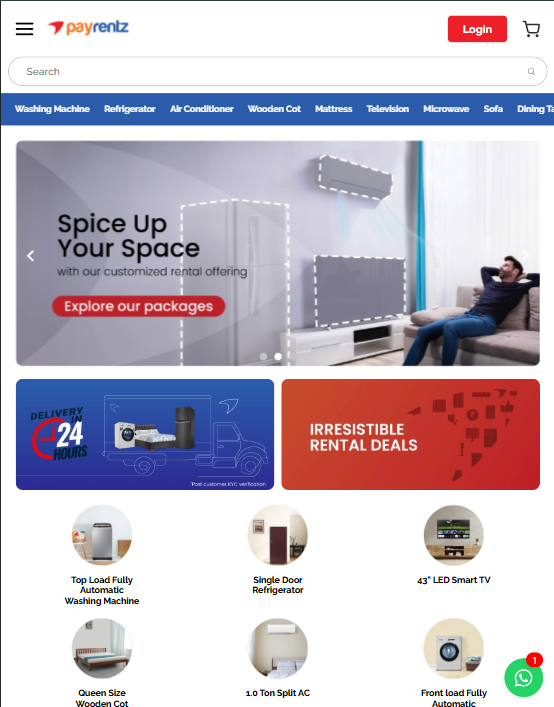 payrentz
Login
Search
Washing Machine Refrigerator Air Conditioner Wooden Cot Mattress Television Microwave Sofa Dining Ta
Spice Up
Your Space
with our customized rental offering
Explore our packages
DELIVERY
IN
24
HOURS
*Post customer KYC verification
IRRESISTIBLE
RENTAL DEALS
Top Load Fully
Automatic
Washing Machine
Single Door
Refrigerator
43" LED Smart TV
Queen Size
Wooden Cot
1.0 Ton Split AC
Front load Fully
Automatic
1